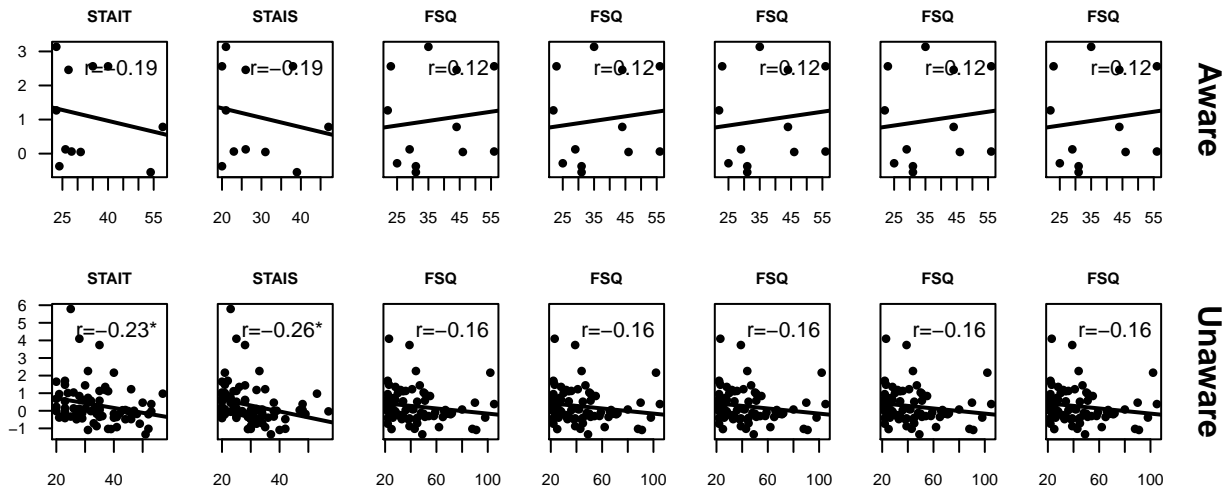 STAIT STAIS FSQ FSQ FSQ FSQ FSQ
3
2
1
0
r=−0.19 r=−0.19 r=0.12 r=0.12 r=0.12 r=0.12 r=0.12
Aware
25 40 55 20 30 40 25 35 45 55 25 35 45 55 25 35 45 55 25 35 45 55 25 35 45 55
STAIT STAIS FSQ FSQ FSQ FSQ FSQ
6
5
4
3
2
1
0
−1
r=−0.23* r=−0.26* r=−0.16 r=−0.16 r=−0.16 r=−0.16 r=−0.16
Unaware
20 40 20 40 20 60 100 20 60 100 20 60 100 20 60 100 20 60 100